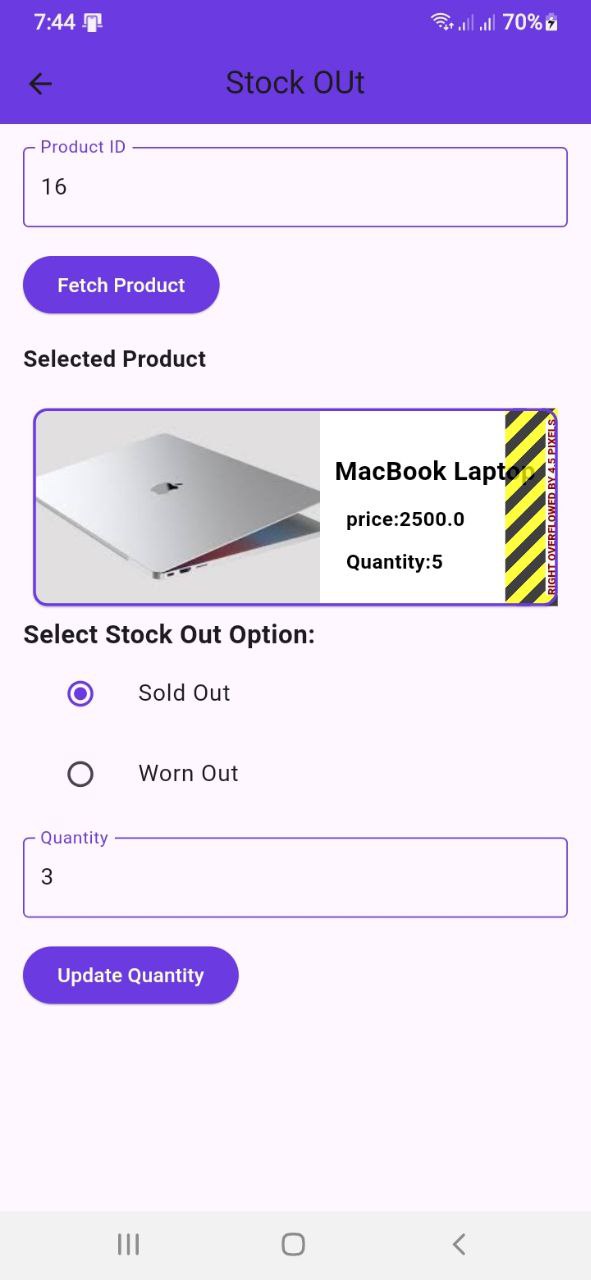 7:44 70%
Stock OUt
Product ID
16
Fetch Product
Selected Product
MacBook Laptop
price:2500.0
Quantity:5
RIGHT OVERFLOWED BY 4.5 PIXELS
Select Stock Out Option:
Sold Out
Worn Out
Quantity
3
Update Quantity